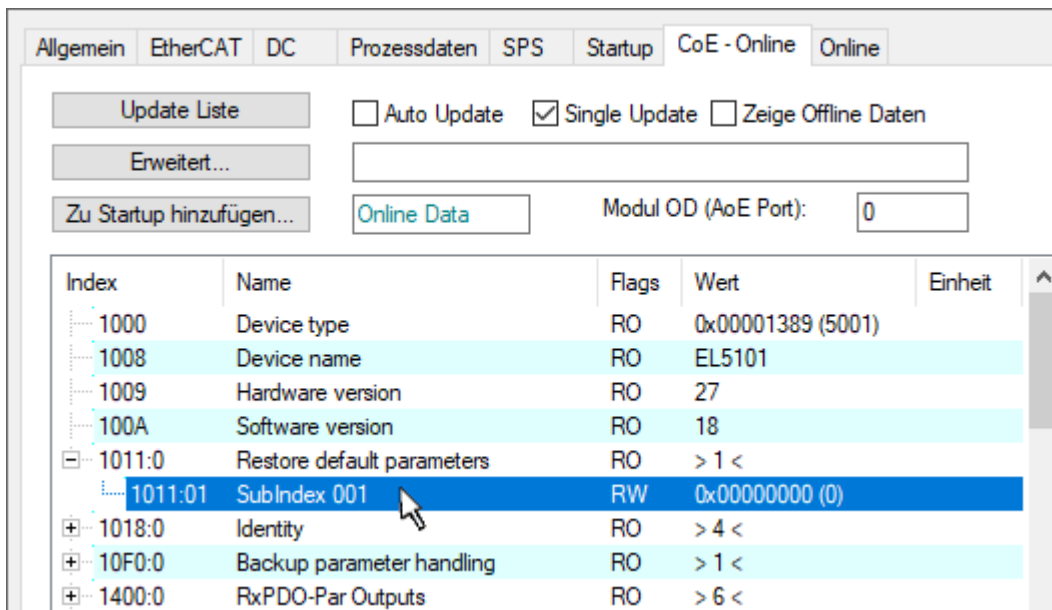 Allgemein EtherCAT DC Prozessdaten SPS Startup CoE - Online Online
Update Liste Auto Update Single Update Zeige Offline Daten
Erweitert...
Zu Startup hinzufügen... Online Data Modul OD (AoE Port): 0
Index Name Flags Wert Einheit
1000 Device type RO 0x00001389 (5001)
1008 Device name RO EL5101
1009 Hardware version RO 27
100A Software version RO 18
1011:0 Restore default parameters RO > 1 <
1011:01 SubIndex 001 RW 0x00000000 (0)
1018:0 Identity RO > 4 <
10F0:0 Backup parameter handling RO > 1 <
1400:0 RxPDO-Par Outputs RO > 6 <